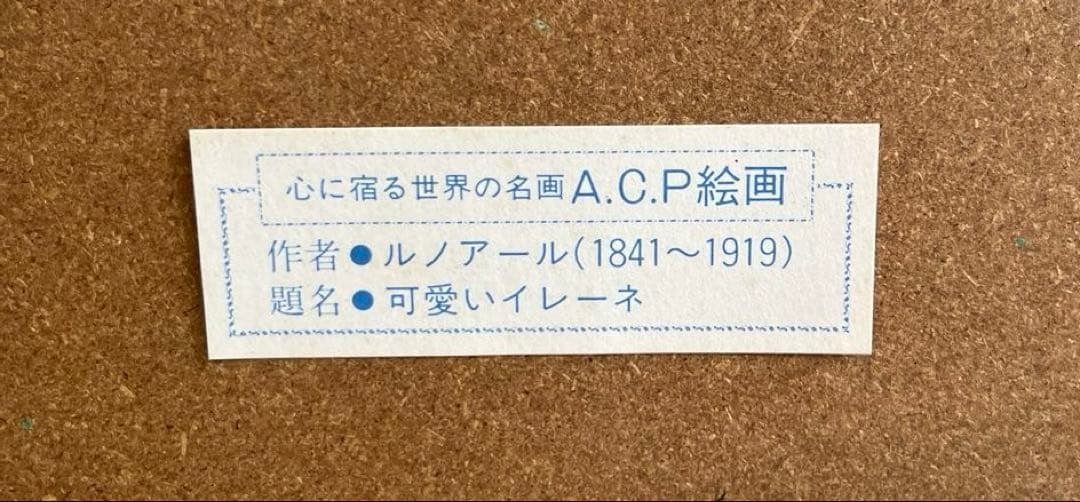 心に宿る世界の名画A.C.P絵画
作者●ルノアール(1841〜1919)
題名●可愛いイレーネ